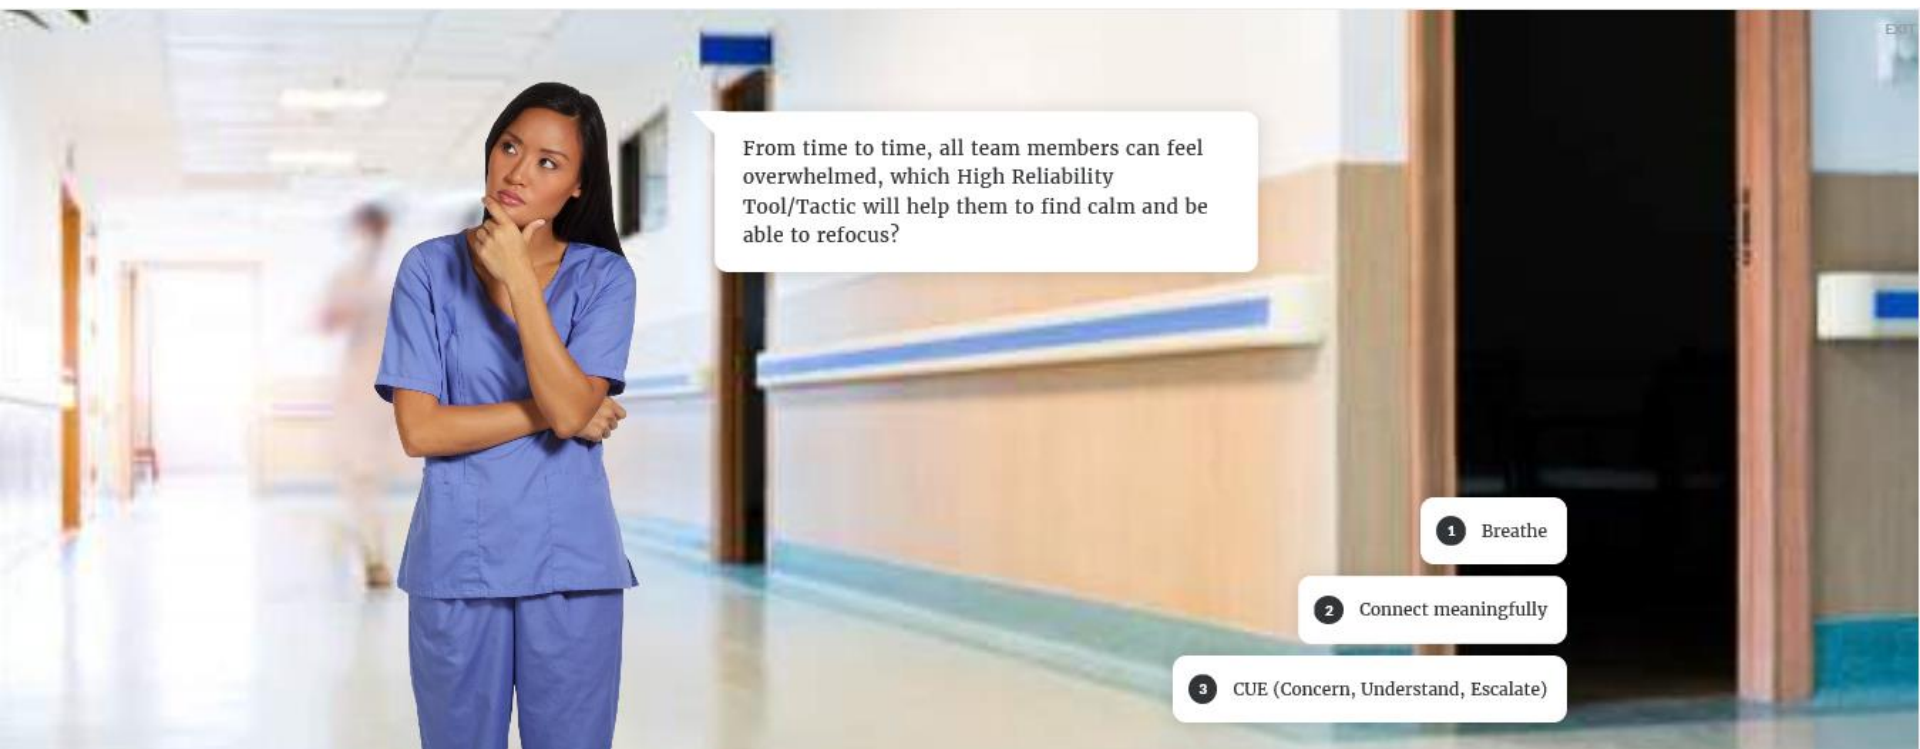 EXIT
From time to time, all team members can feel
overwhelmed, which High Reliability
Tool/Tactic will help them to find calm and be
able to refocus?
1 Breathe
2 Connect meaningfully
3 CUE (Concern, Understand, Escalate)